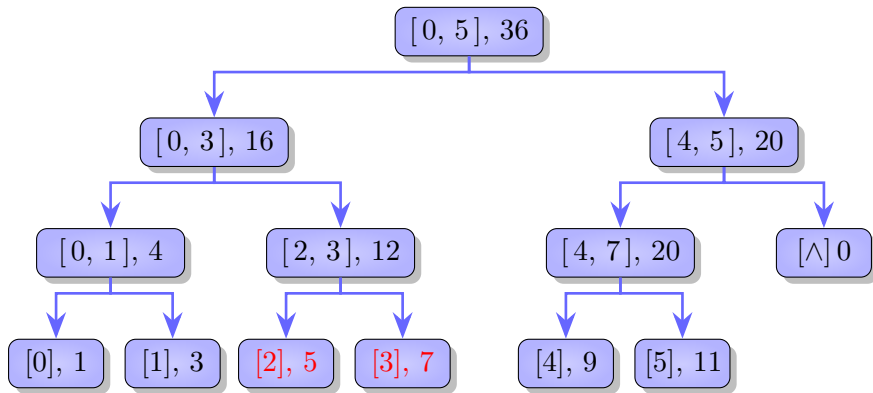 [0, 5], 36
[0, 3], 16
[4, 5], 20
[0, 1], 4
[2, 3], 12
[4, 7], 20
[∧] 0
[0], 1
[1], 3
[2], 5
[3], 7
[4], 9
[5], 11